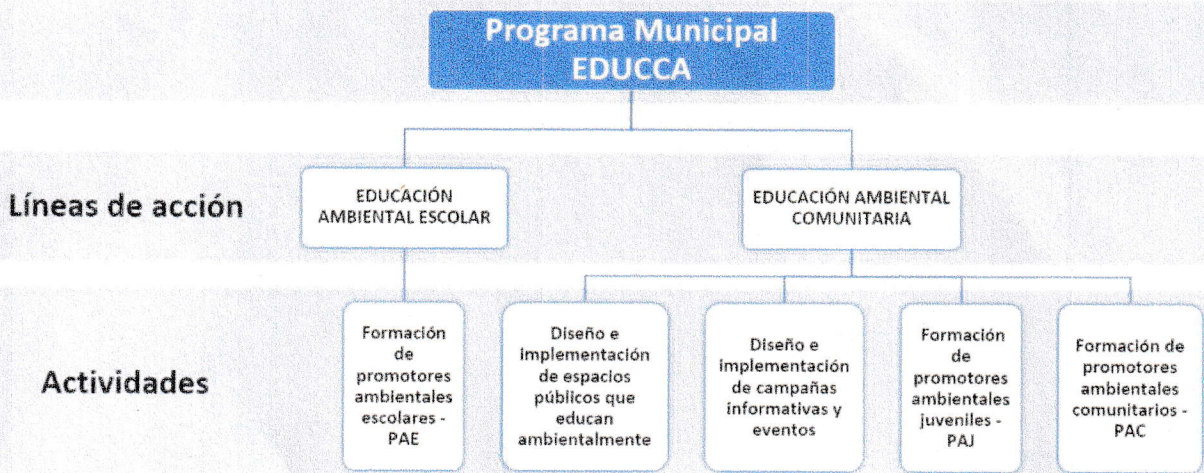 Programa Municipal
EDUCCA
Líneas de acción
EDUCACIÓN
AMBIENTAL ESCOLAR
EDUCACIÓN AMBIENTAL
COMUNITARIA
Actividades
Formación
de
promotores
ambientales
escolares -
PAE
Diseño e
implementación
de espacios
públicos que
educan
ambientalmente
Diseño e
implementación
de campañas
informativas y
eventos
Formación
de
promotores
ambientales
juveniles -
PAJ
Formación de
promotores
ambientales
comunitarios -
PAC